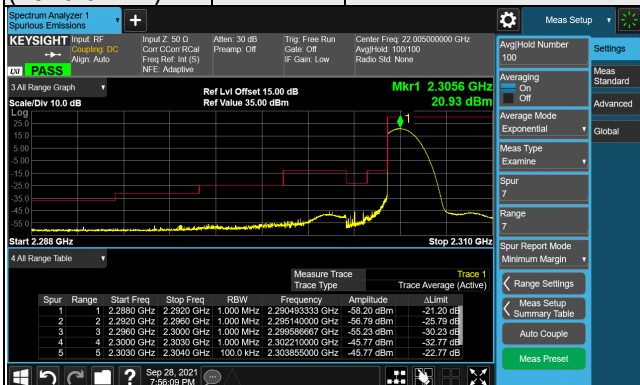 Spectrum Analyzer 1
Spurious Emissions
Meas Setup
KEYSIGHT Input: RF
Coupling: DC
Align: Auto
Input Z: 50 Ω
Corr CCorr RCal
Freq Ref: Int (S)
NFE: Adaptive
Atten: 30 dB
Preamp: Off
Trig: Free Run
Gate: Off
IF Gain: Low
Center Freq: 22.005000000 GHz
Avg|Hold: 100/100
Radio Std: None
LXI PASS
3 All Range Graph
Scale/Div 10.0 dB
Ref Lvl Offset 15.00 dB
Ref Value 35.00 dBm
Mkr1 2.3056 GHz
20.93 dBm
Log
25.0
15.0
5.00
-5.00
-15.0
-25.0
-35.0
-45.0
-55.0
1
Start 2.288 GHz
Stop 2.310 GHz
4 All Range Table
Measure Trace Trace 1
Trace Type Trace Average (Active)
Spur Range Start Freq Stop Freq RBW Frequency Amplitude ΔLimit
1 1 2.2880 GHz 2.2920 GHz 1.000 MHz 2.290493333 GHz -58.20 dBm -21.20 dB
2 2 2.2920 GHz 2.2960 GHz 1.000 MHz 2.295140000 GHz -56.79 dBm -25.79 dB
3 3 2.2960 GHz 2.3000 GHz 1.000 MHz 2.299586667 GHz -55.23 dBm -30.23 dB
4 4 2.3000 GHz 2.3030 GHz 1.000 MHz 2.302210000 GHz -45.77 dBm -32.77 dB
5 5 2.3030 GHz 2.3040 GHz 100.0 kHz 2.303855000 GHz -45.77 dBm -22.77 dB
Avg|Hold Number
100
Averaging
On
Off
Average Mode
Exponential
Meas Type
Examine
Spur
7
Range
7
Spur Report Mode
Minimum Margin
Range Settings
Meas Setup
Summary Table
Auto Couple
Meas Preset
Settings
Meas
Standard
Advanced
Global
Sep 28, 2021
7:56:09 PM